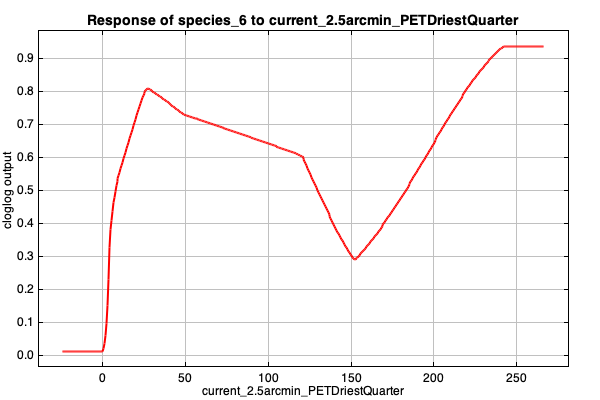 Response of species_6 to current_2.5arcmin_PETDriestQuarter
cloglog output
0.9
0.8
0.7
0.6
0.5
0.4
0.3
0.2
0.1
0.0
0 50 100 150 200 250
current_2.5arcmin_PETDriestQuarter